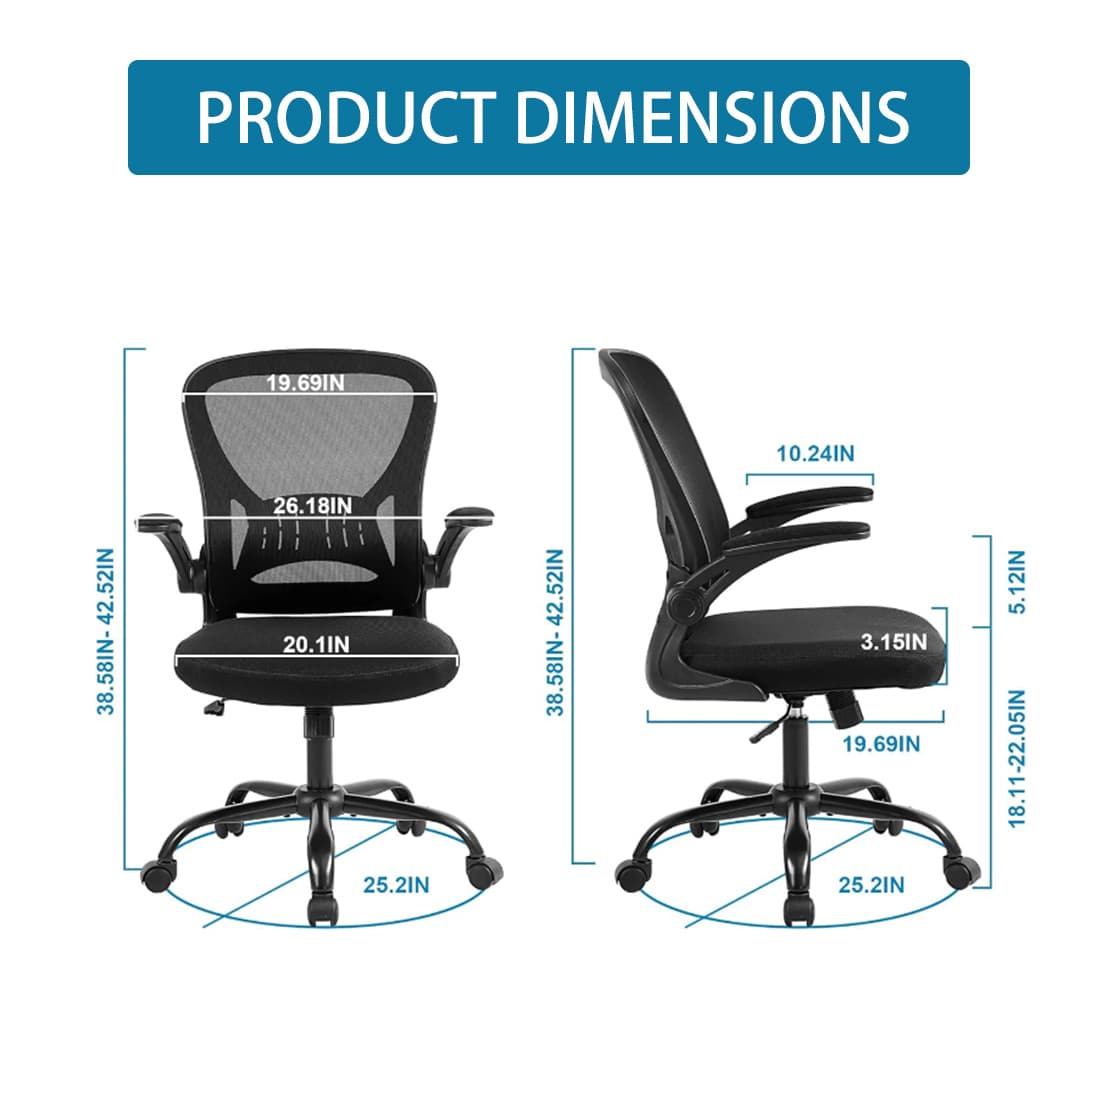 PRODUCT DIMENSIONS
19.69IN
26.18IN
20.1IN
38.58IN- 42.52IN
25.2IN
10.24IN
38.58IN- 42.52IN
5.12IN
3.15IN
19.69IN
18.11-22.05IN
25.2IN